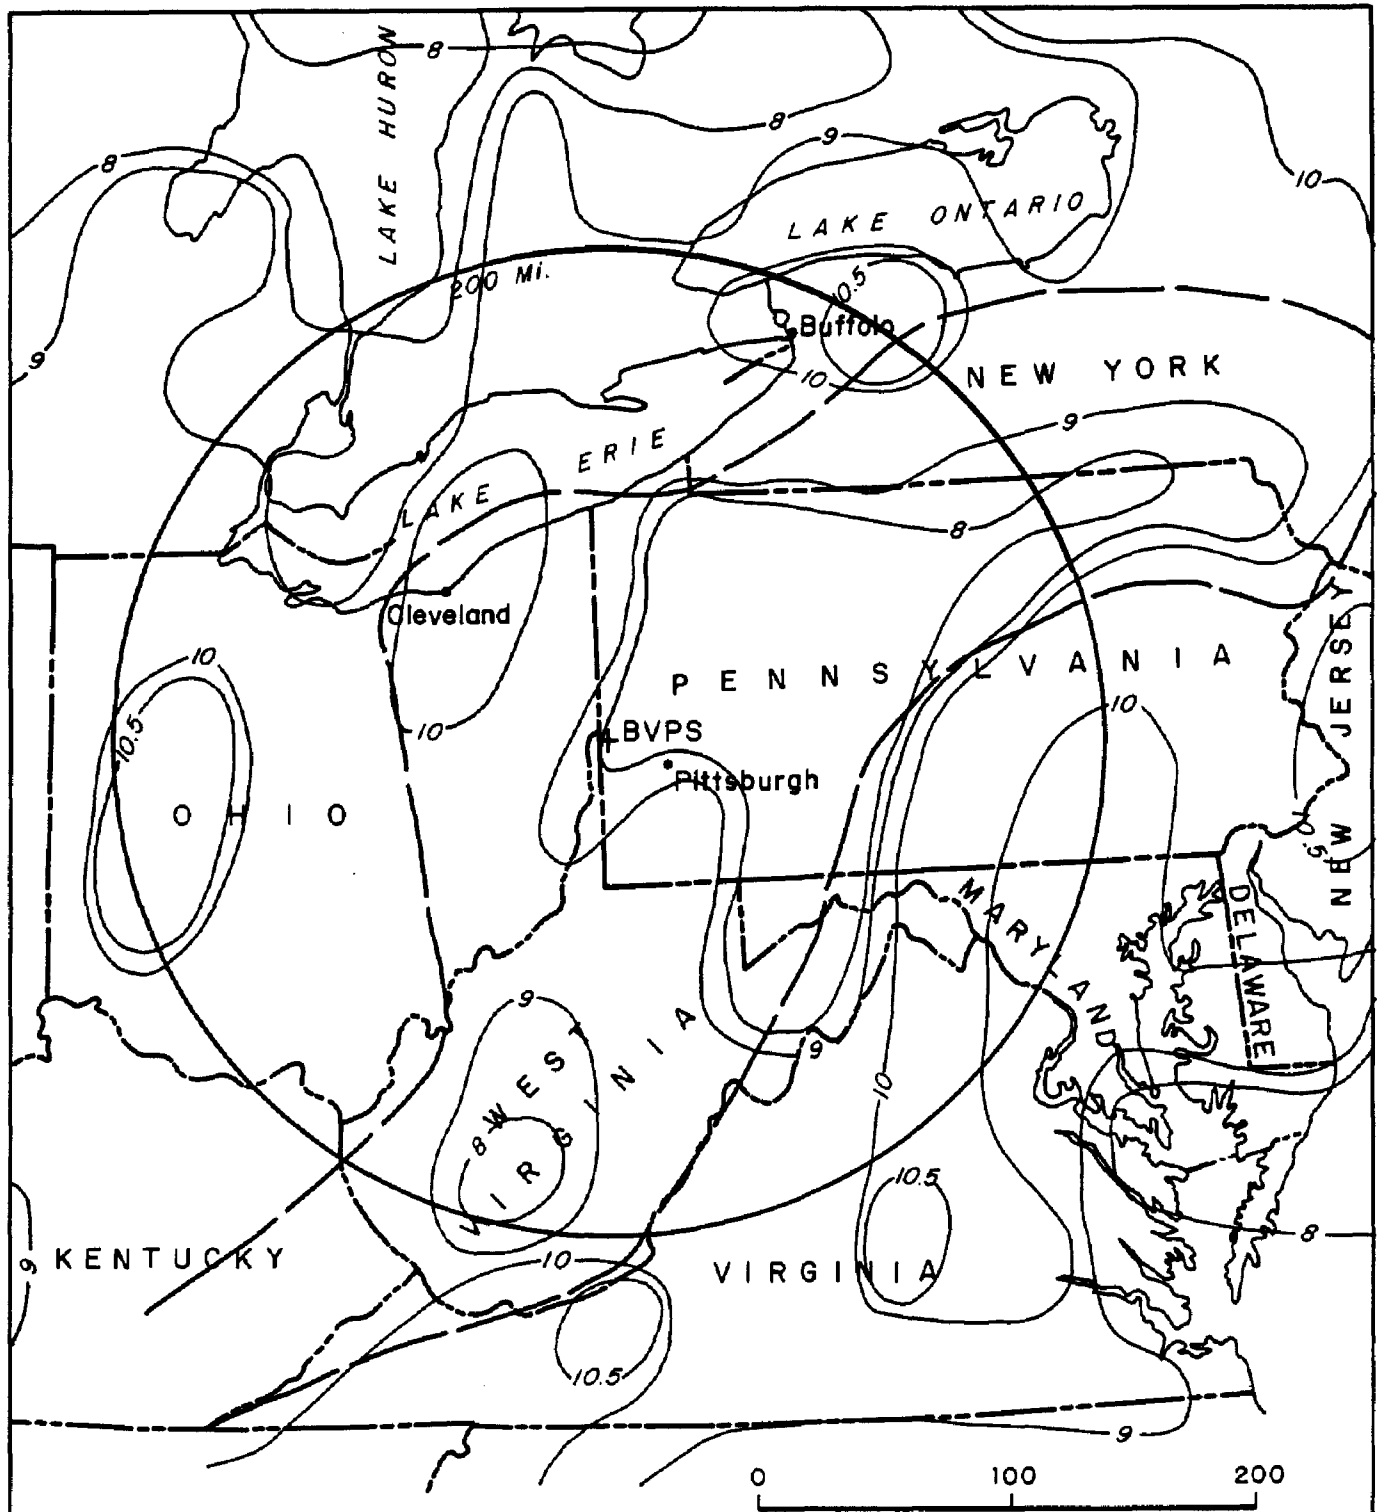 8
LAKE HUROW
8
9
8
10
LAKE ONTARIO
200 Mi.
10.5
Buffalo
9
10
NEW YORK
9
LAKE ERIE
8
Cleveland
10
PENNSYLVANIA
NEW JERSEY
10.5
10
10
BVPS
Pittsburgh
OHIO
10.5
MARYLAND
DELAWARE
9
WEST VIRGINIA
9
10
8
10.5
8
9
KENTUCKY
10
VIRGINIA
10.5
9
0 100 200